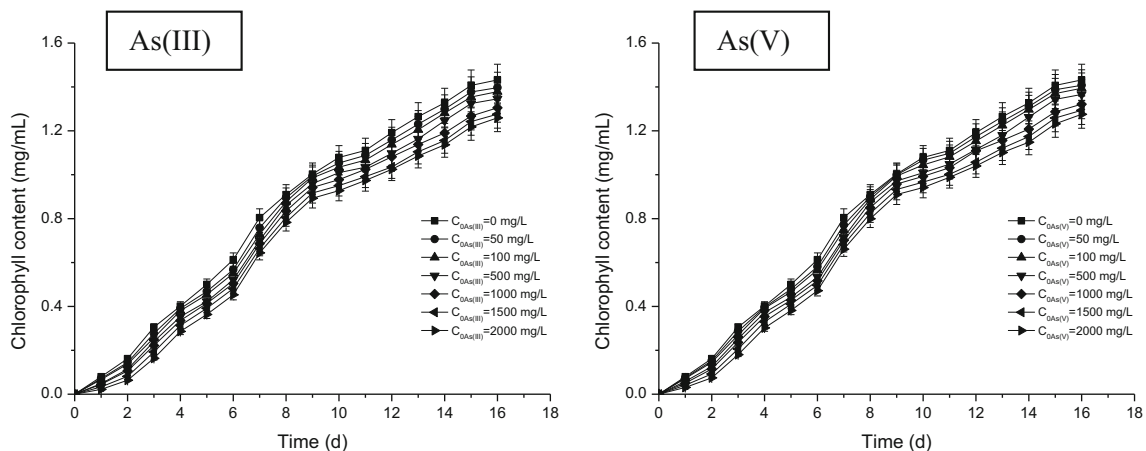 As(III)
1.6
1.2
0.8
0.4
0.0
Chlorophyll content (mg/mL)
C0As(III)=0 mg/L
C0As(III)=50 mg/L
C0As(III)=100 mg/L
C0As(III)=500 mg/L
C0As(III)=1000 mg/L
C0As(III)=1500 mg/L
C0As(III)=2000 mg/L
0 2 4 6 8 10 12 14 16 18
Time (d)
As(V)
1.6
1.2
0.8
0.4
0.0
Chlorophyll content (mg/mL)
C0As(V)=0 mg/L
C0As(V)=50 mg/L
C0As(V)=100 mg/L
C0As(V)=500 mg/L
C0As(V)=1000 mg/L
C0As(V)=1500 mg/L
C0As(V)=2000 mg/L
0 2 4 6 8 10 12 14 16 18
Time (d)